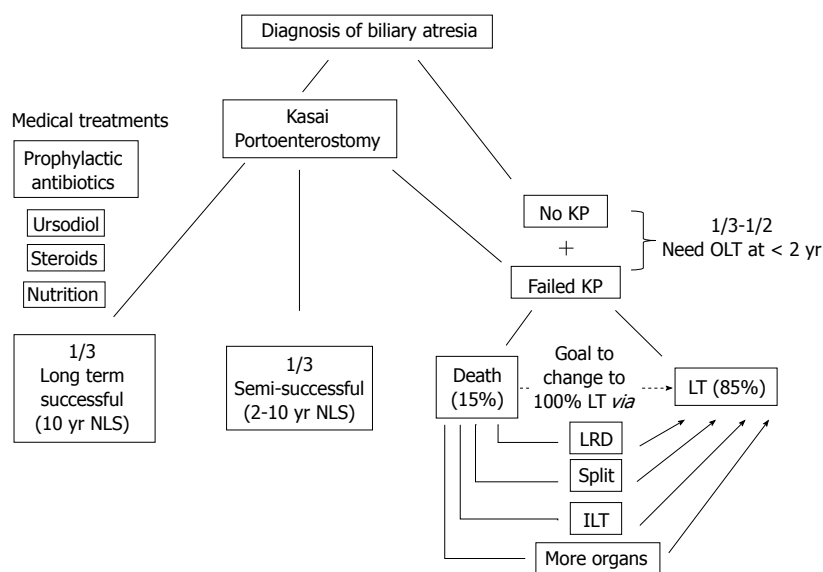 Diagnosis of biliary atresia
Kasai
Portoenterostomy
Medical treatments
Prophylactic
antibiotics
Ursodiol
Steroids
Nutrition
No KP
+
Failed KP
1/3-1/2
Need OLT at < 2 yr
1/3
Long term
successful
(10 yr NLS)
1/3
Semi-successful
(2-10 yr NLS)
Death
(15%)
Goal to
change to
100% LT via
LT (85%)
LRD
Split
ILT
More organs